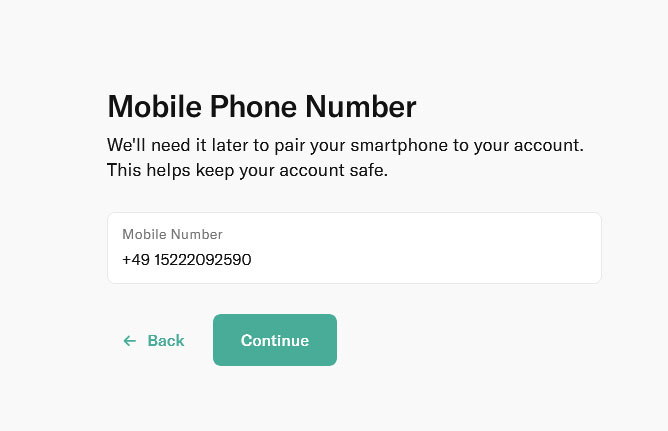 Mobile Phone Number
We'll need it later to pair your smartphone to your account.
This helps keep your account safe.
Mobile Number
+49 15222092590
← Back
Continue